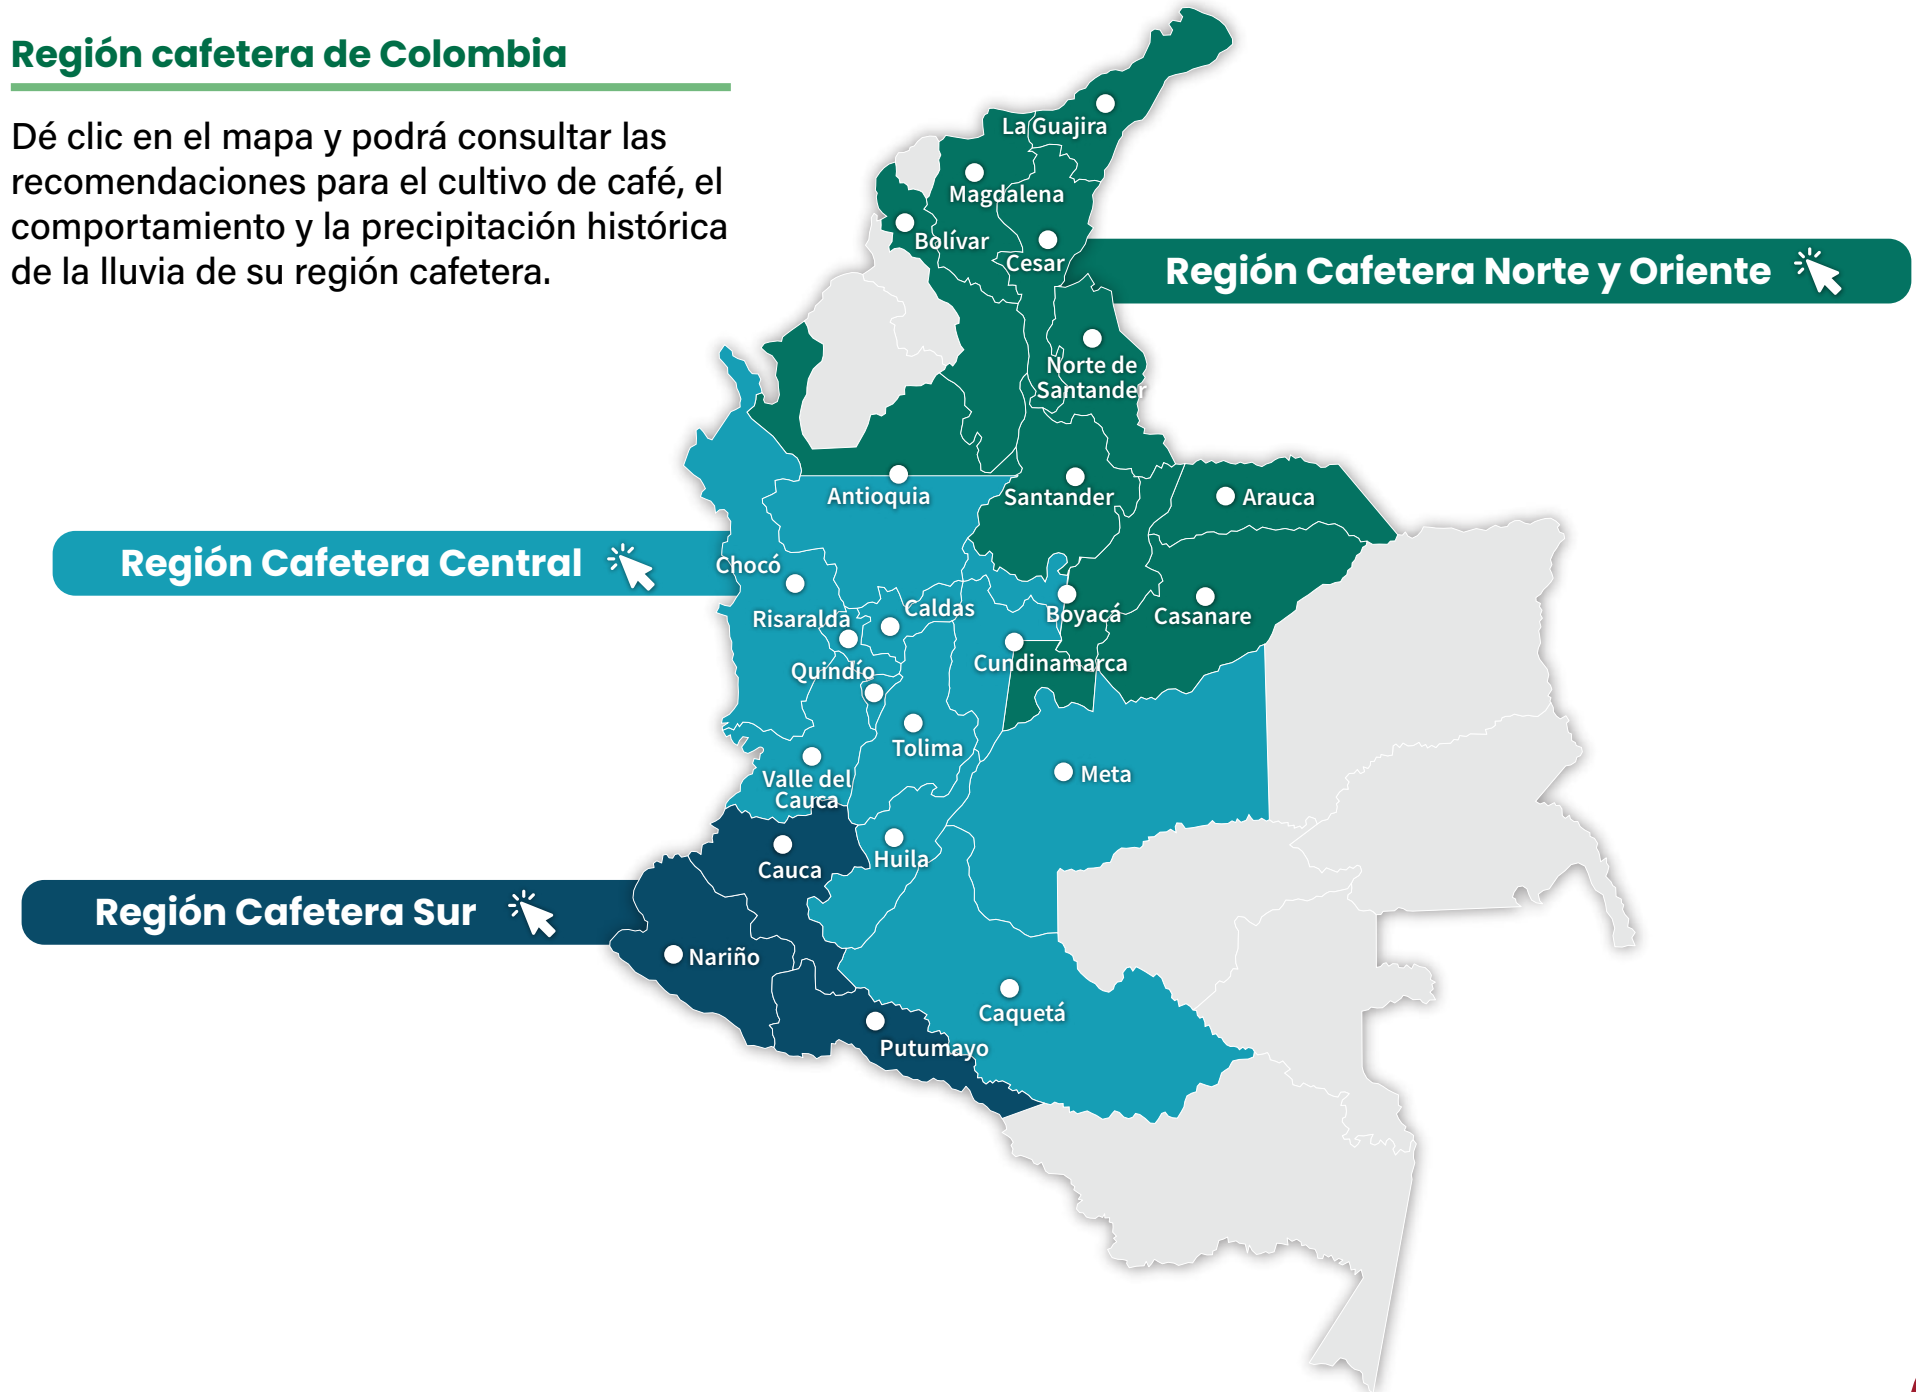 Región cafetera de Colombia
Dé clic en el mapa y podrá consultar las
recomendaciones para el cultivo de café, el
comportamiento y la precipitación histórica
de la lluvia de su región cafetera.
La Guajira
Magdalena
Bolívar
Cesar
Región Cafetera Norte y Oriente
Norte de
Santander
Antioquia
Santander
Arauca
Región Cafetera Central
Chocó
Risaralda
Caldas
Boyacá
Casanare
Quindío
Cundinamarca
Tolima
Valle del
Cauca
Meta
Cauca
Huila
Región Cafetera Sur
Nariño
Caquetá
Putumayo